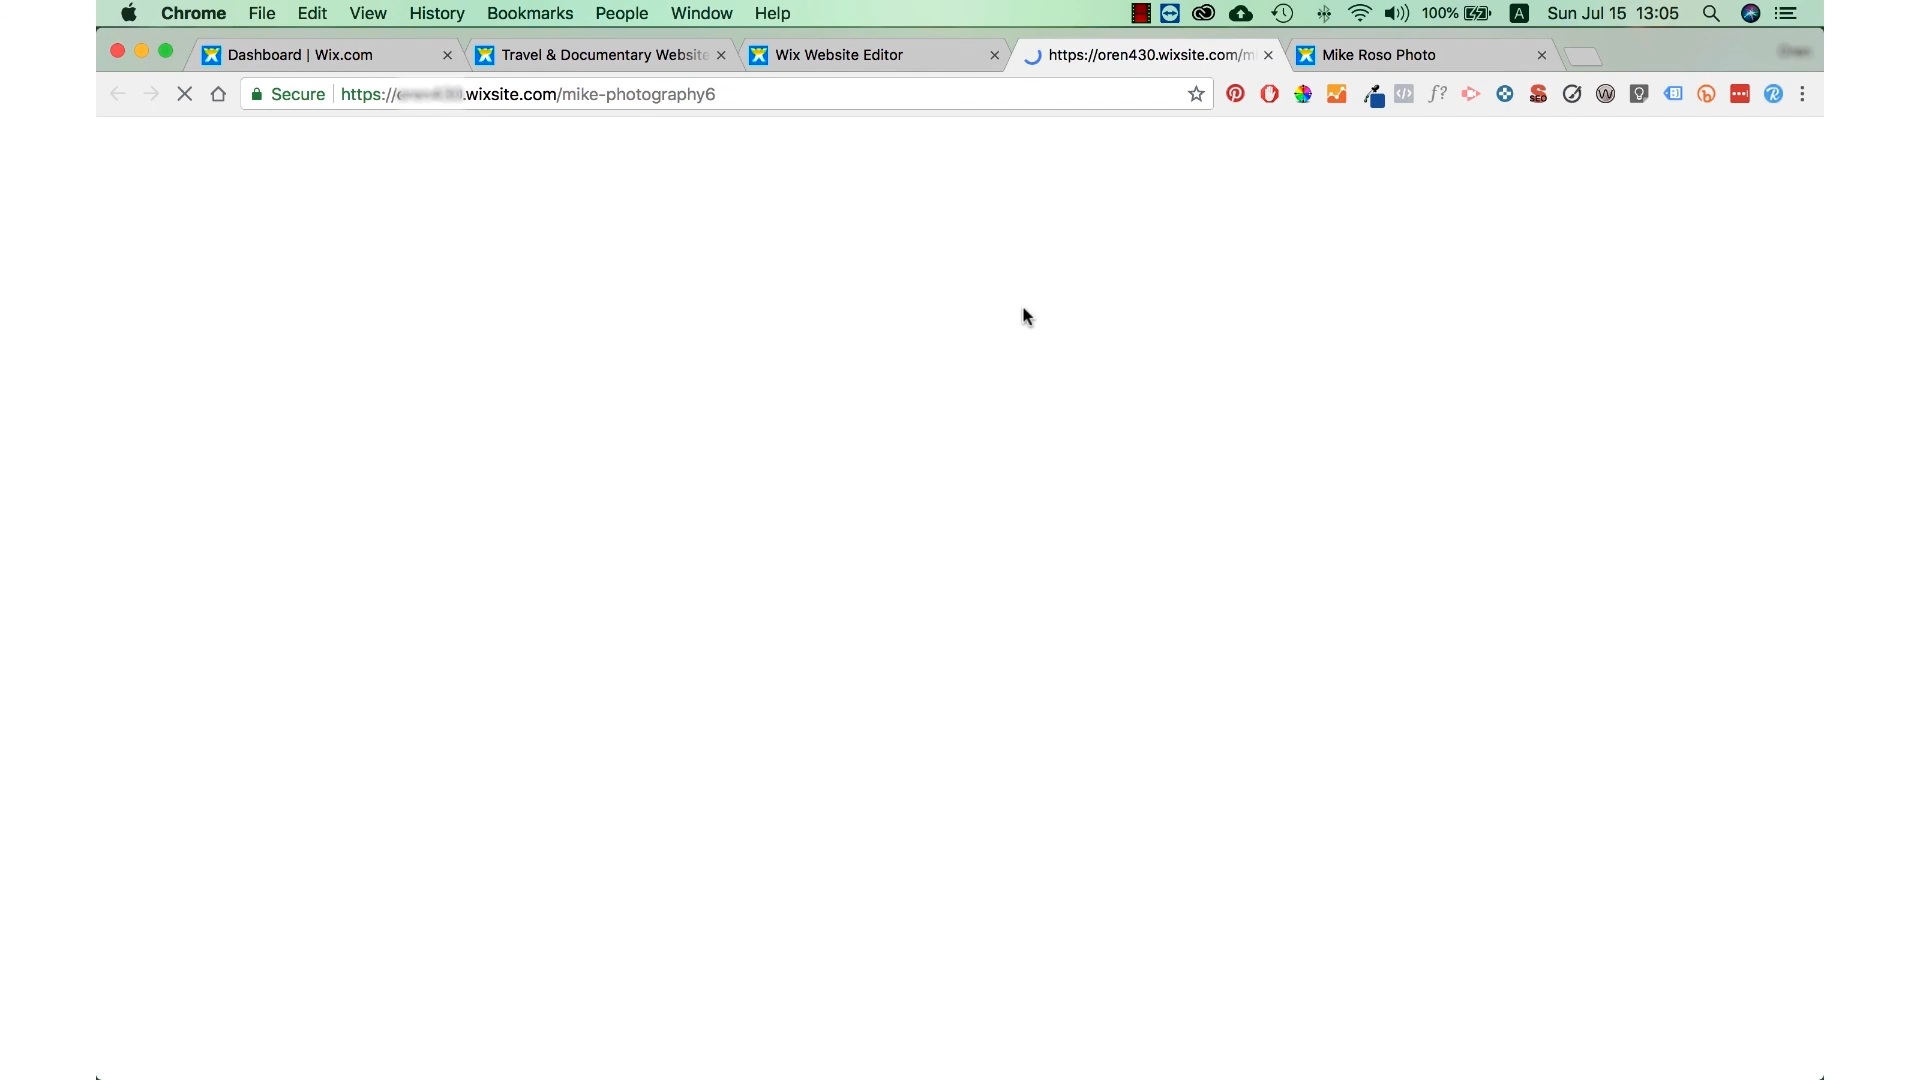 Chrome File Edit View History Bookmarks People Window Help 100% A Sun Jul 15 13:05
Dashboard | Wix.com Travel & Documentary Website Wix Website Editor https://oren430.wixsite.com/m Mike Roso Photo
Secure https:// .wixsite.com/mike-photography6 f? SEO